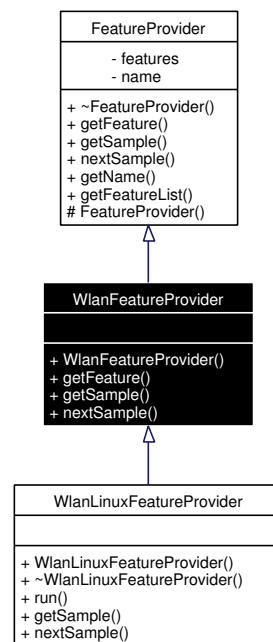 FeatureProvider
- features
- name
+ ~FeatureProvider()
+ getFeature()
+ getSample()
+ nextSample()
+ getName()
+ getFeatureList()
# FeatureProvider()
WlanFeatureProvider
+ WlanFeatureProvider()
+ getFeature()
+ getSample()
+ nextSample()
WlanLinuxFeatureProvider
+ WlanLinuxFeatureProvider()
+ ~WlanLinuxFeatureProvider()
+ run()
+ getSample()
+ nextSample()